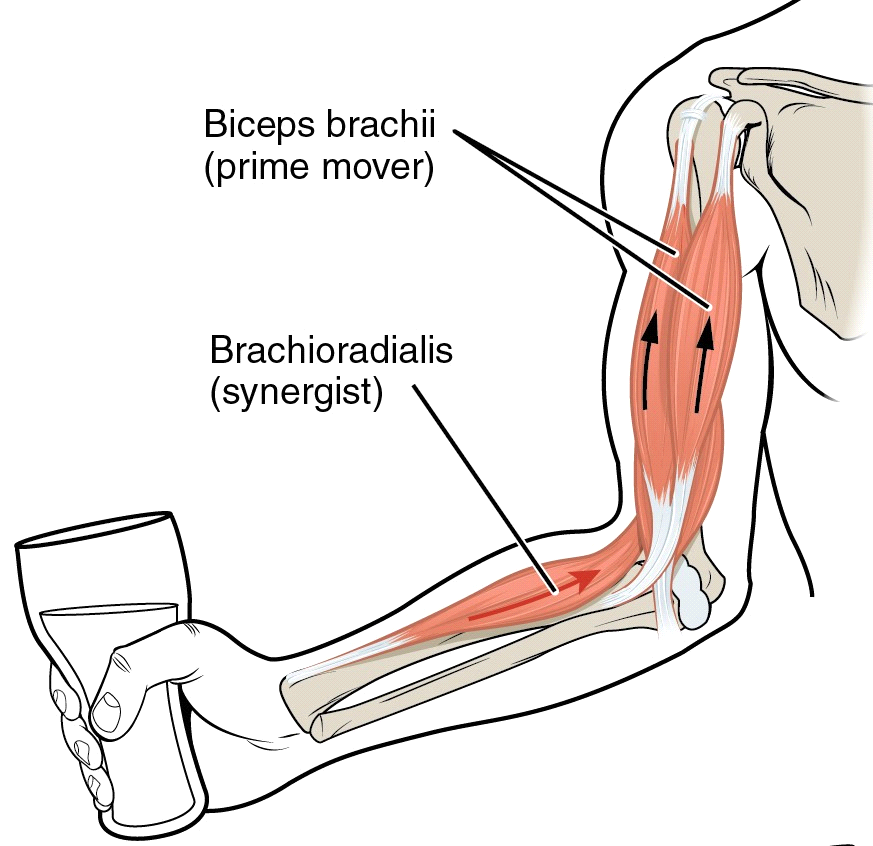 Biceps brachii
(prime mover)
Brachioradialis
(synergist)